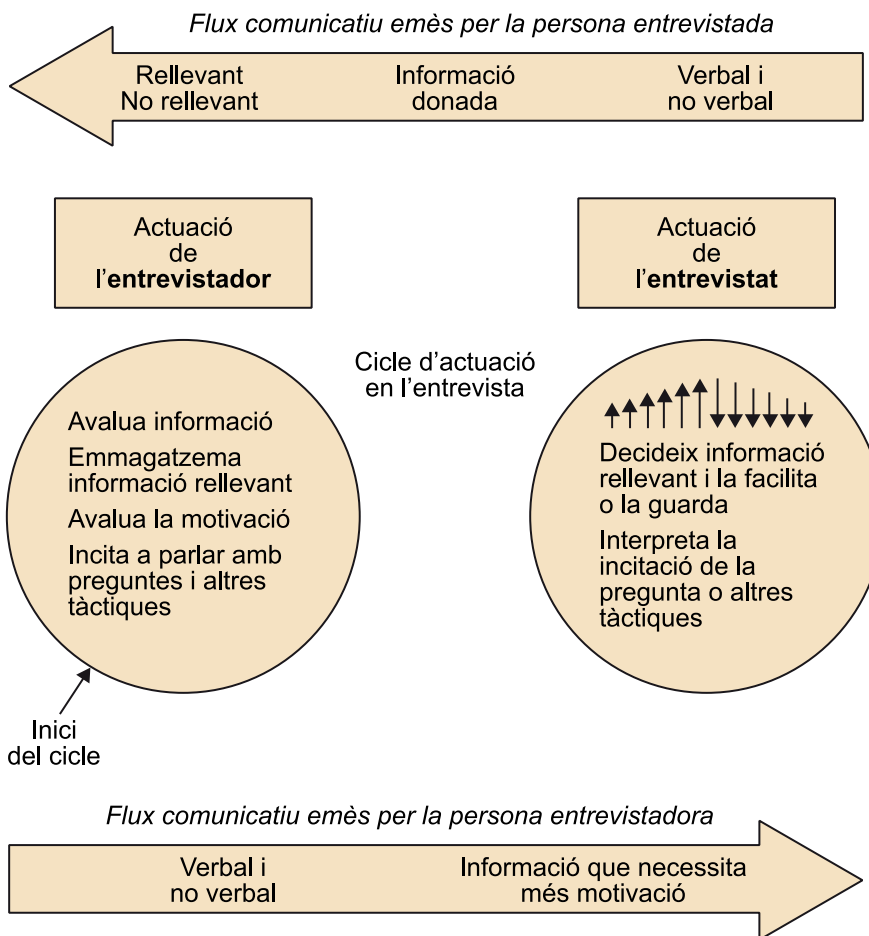 Flux comunicatiu emès per la persona entrevistada
Rellevant
No rellevant
Informació
donada
Verbal i
no verbal
Actuació
de
l'entrevistador
Actuació
de
l'entrevistat
Cicle d'actuació
en l'entrevista
Avalua informació
Emmagatzema
informació rellevant
Avalua la motivació
Incita a parlar amb
preguntes i altres
tàctiques
Decideix informació
rellevant i la facilita
o la guarda
Interpreta la
incitació de la
pregunta o altres
tàctiques
Inici
del cicle
Flux comunicatiu emès per la persona entrevistadora
Verbal i
no verbal
Informació que necessita
més motivació